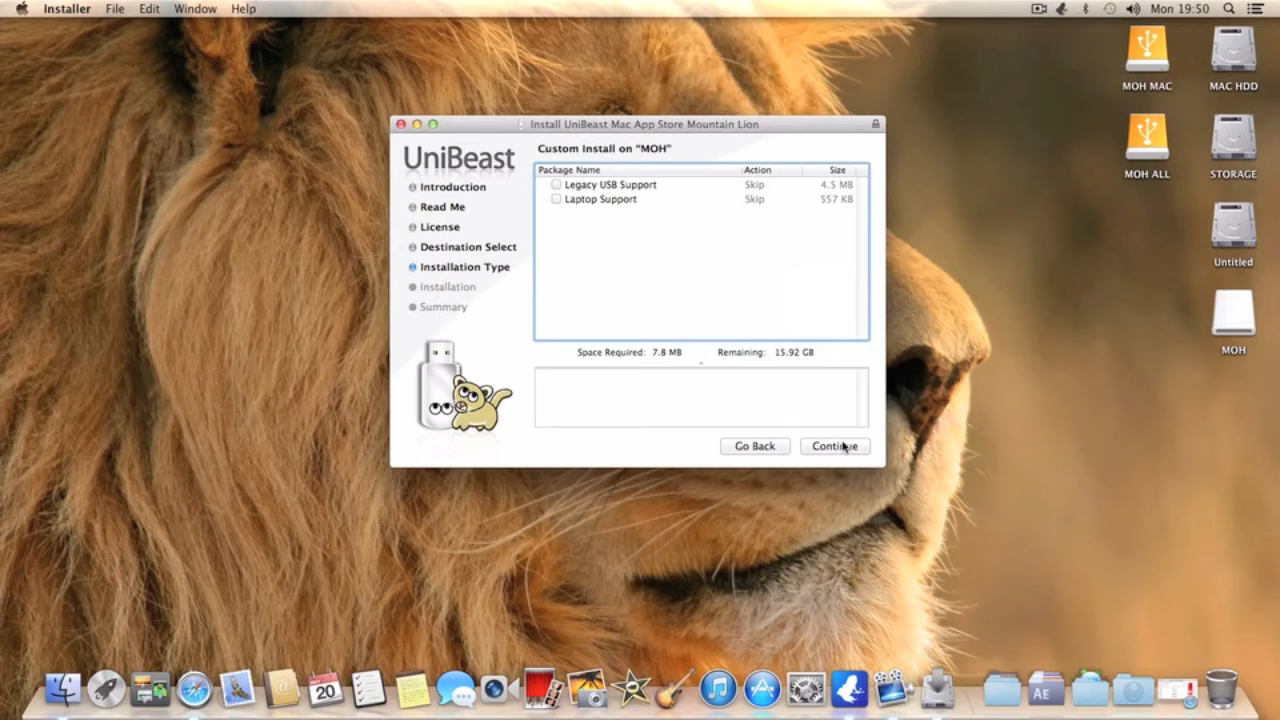 Installer File Edit Window Help Mon 19:50
Install UniBeast Mac App Store Mountain Lion
UniBeast
Custom Install on "MOH"
Package Name Action Size
Legacy USB Support Skip 4.5 MB
Laptop Support Skip 557 KB
Introduction
Read Me
License
Destination Select
Installation Type
Installation
Summary
Space Required: 7.8 MB Remaining: 15.92 GB
Go Back Continue
MOH MAC MAC HDD
MOH ALL STORAGE
Untitled
MOH
20
AE